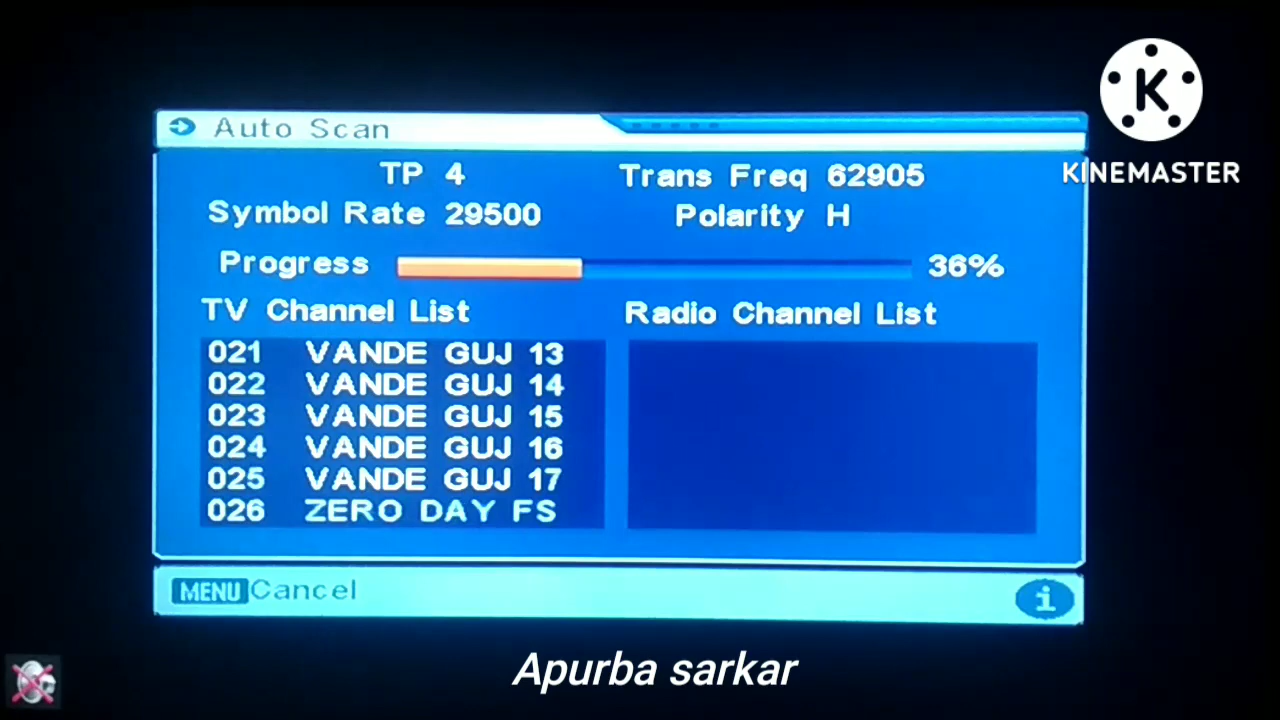 Auto Scan
TP 4 Trans Freq 62905
Symbol Rate 29500 Polarity H
Progress 36%
TV Channel List Radio Channel List
021 VANDE GUJ 13
022 VANDE GUJ 14
023 VANDE GUJ 15
024 VANDE GUJ 16
025 VANDE GUJ 17
026 ZERO DAY FS
MENU Cancel i
K
KINEMASTER
Apurba sarkar